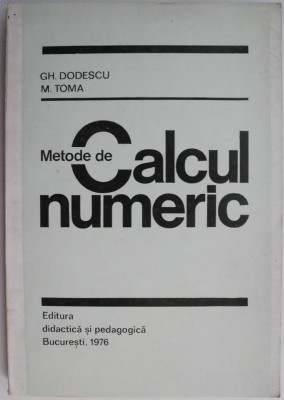 GH. DODESCU
M. TOMA
Metode de
Calcul
numeric
Editura
didactică și pedagogică
București, 1976